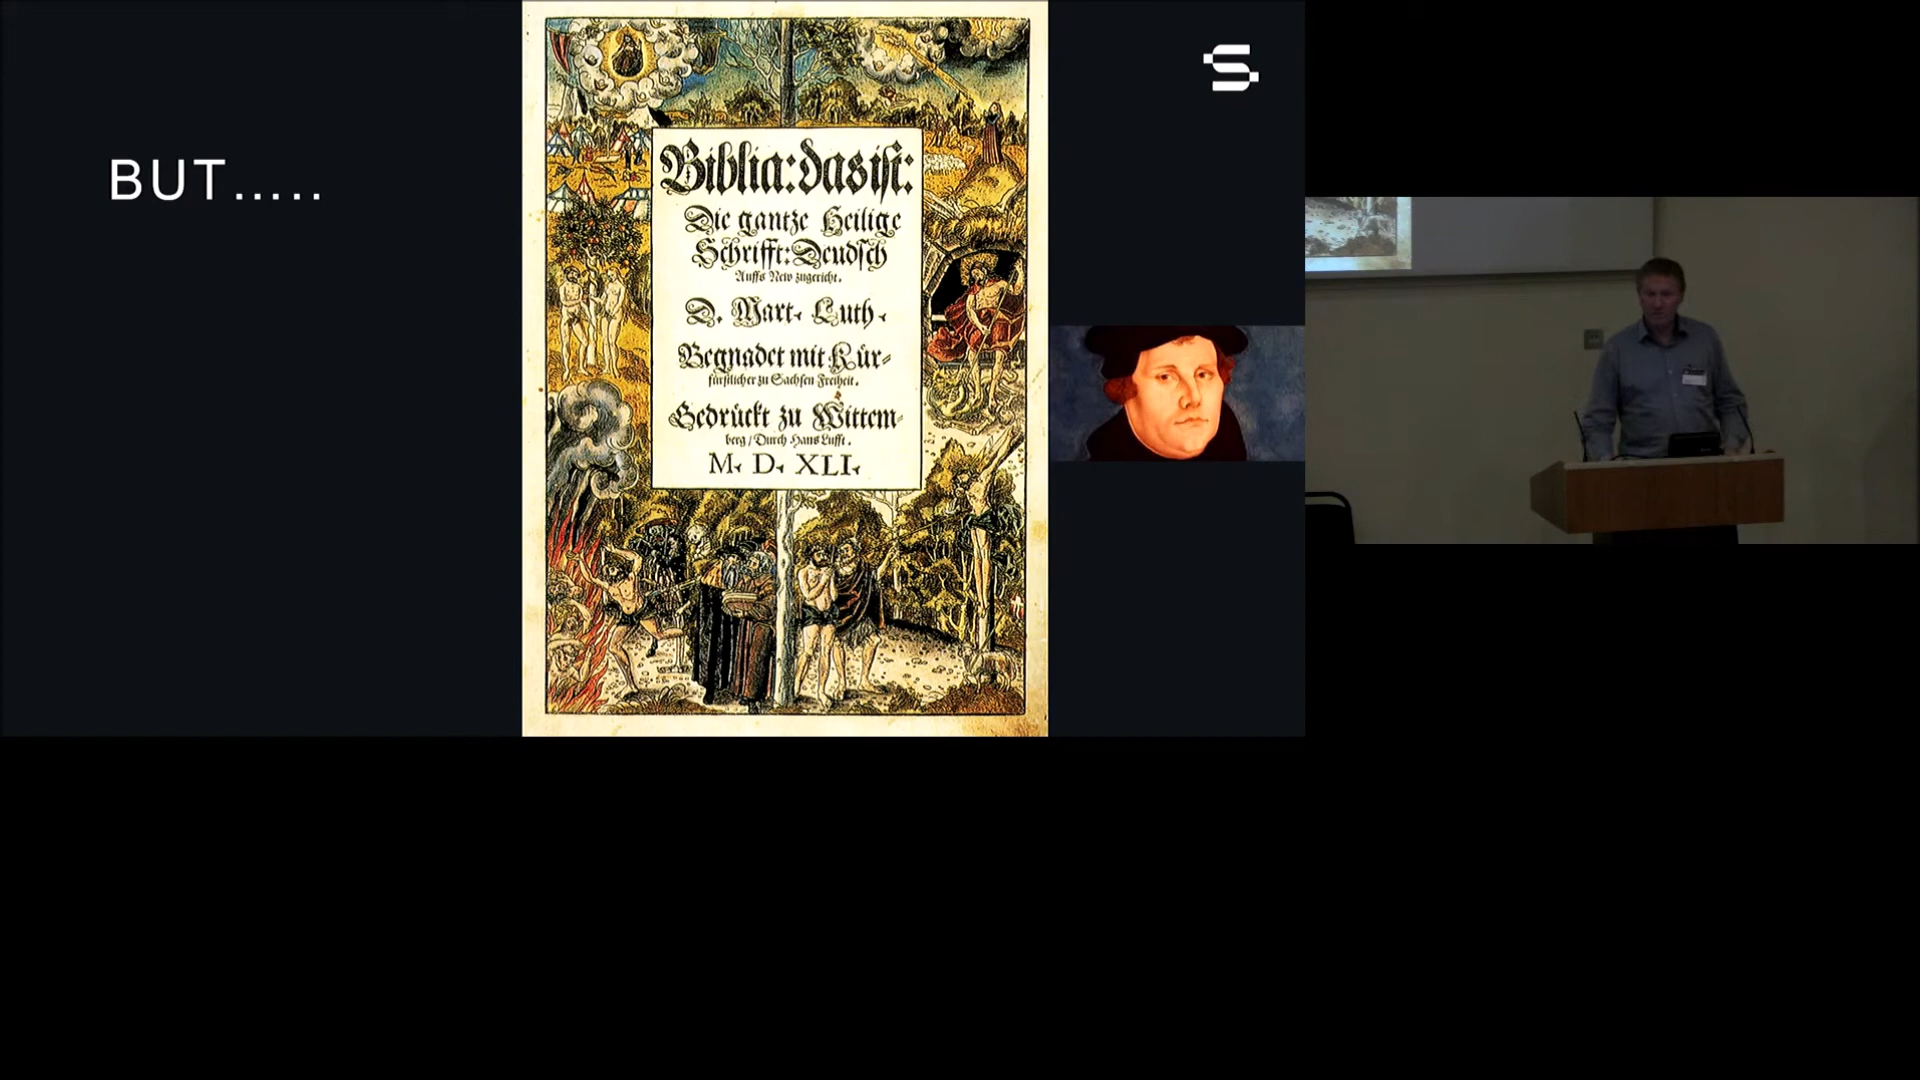 BUT.....
Biblia: das ist:
Die gantze Heilige
Schrifft: Deudsch
Auffs New zugericht.
D. Mart. Luth.
Begnadet mit Kür-
fürstlicher zu Sachsen Freiheit.
Gedrückt zu Wittem-
berg / Durch Hans Lufft.
M. D. XLI.